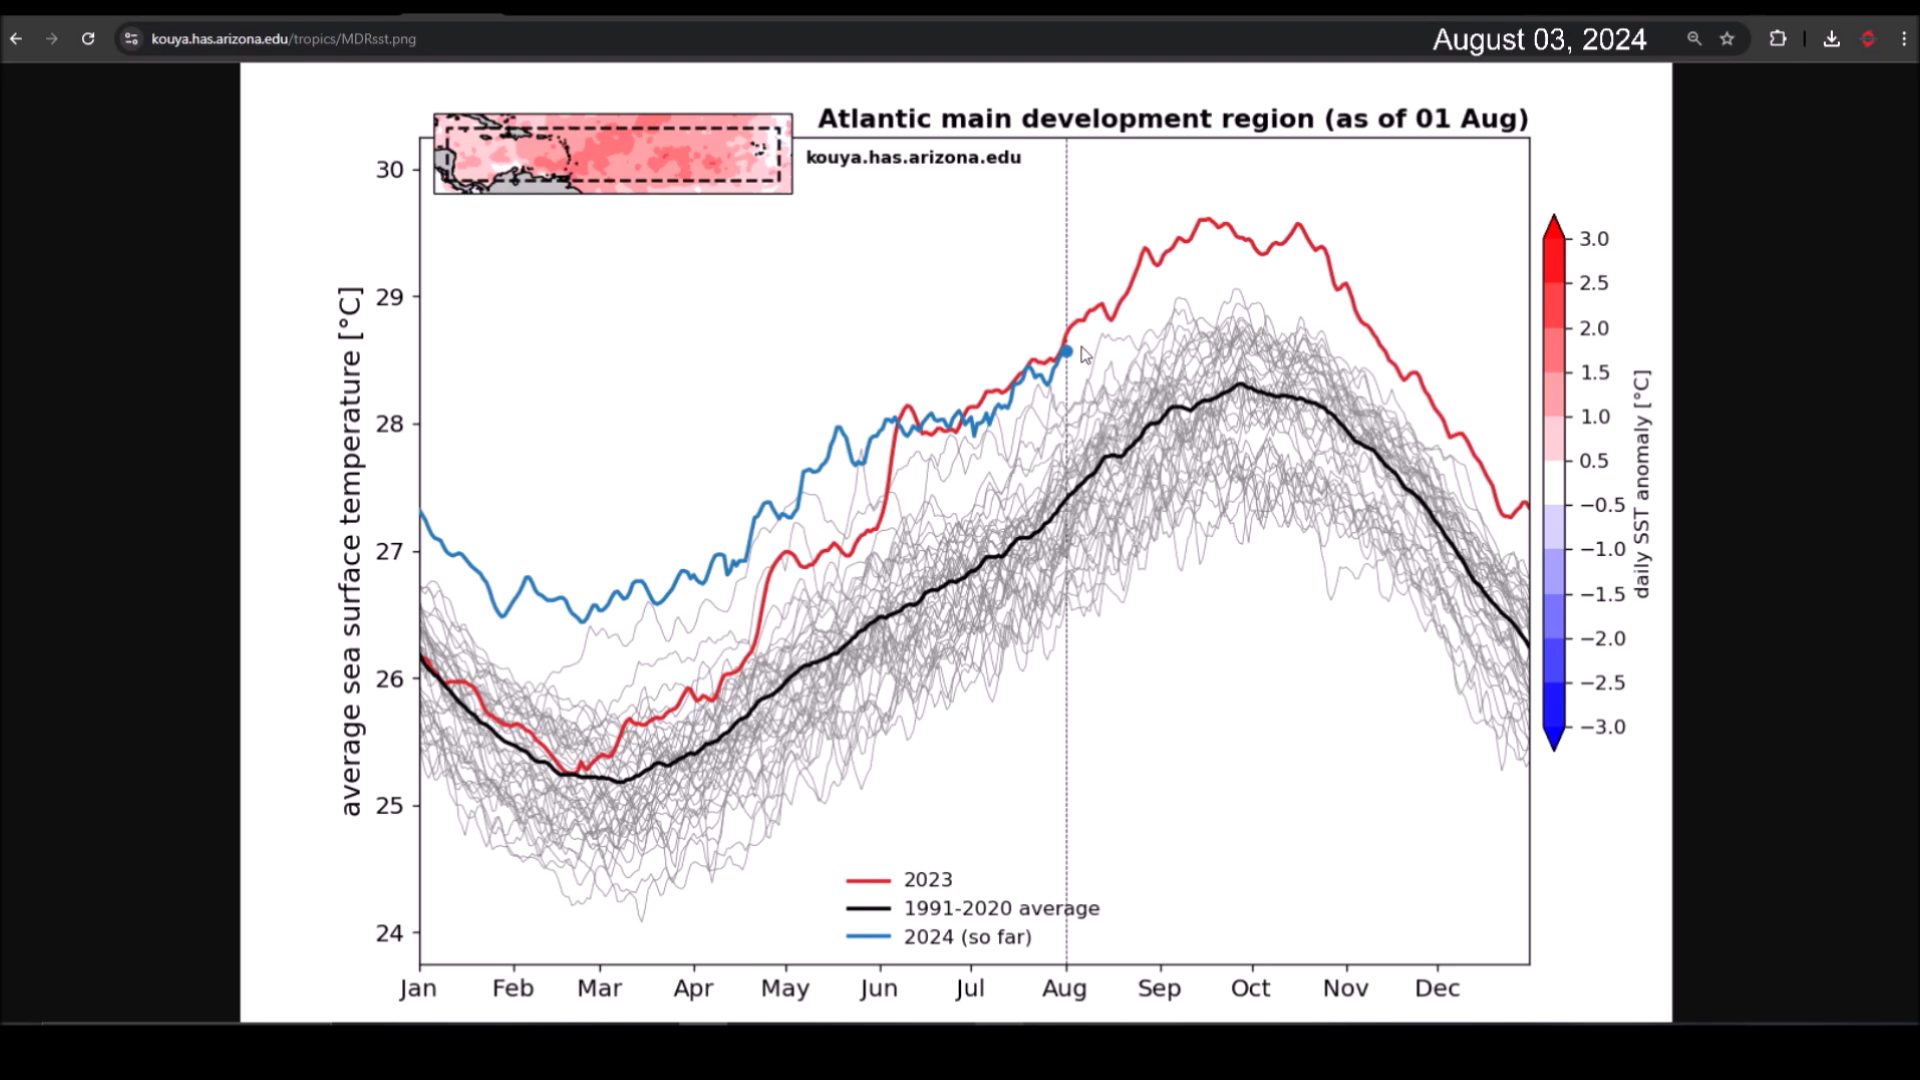 kouya.has.arizona.edu/tropics/MDRsst.png
August 03, 2024
Atlantic main development region (as of 01 Aug)
kouya.has.arizona.edu
average sea surface temperature [°C]
30
29
28
27
26
25
24
Jan Feb Mar Apr May Jun Jul Aug Sep Oct Nov Dec
2023
1991-2020 average
2024 (so far)
3.0
2.5
2.0
1.5
1.0
0.5
−0.5
−1.0
−1.5
−2.0
−2.5
−3.0
daily SST anomaly [°C]